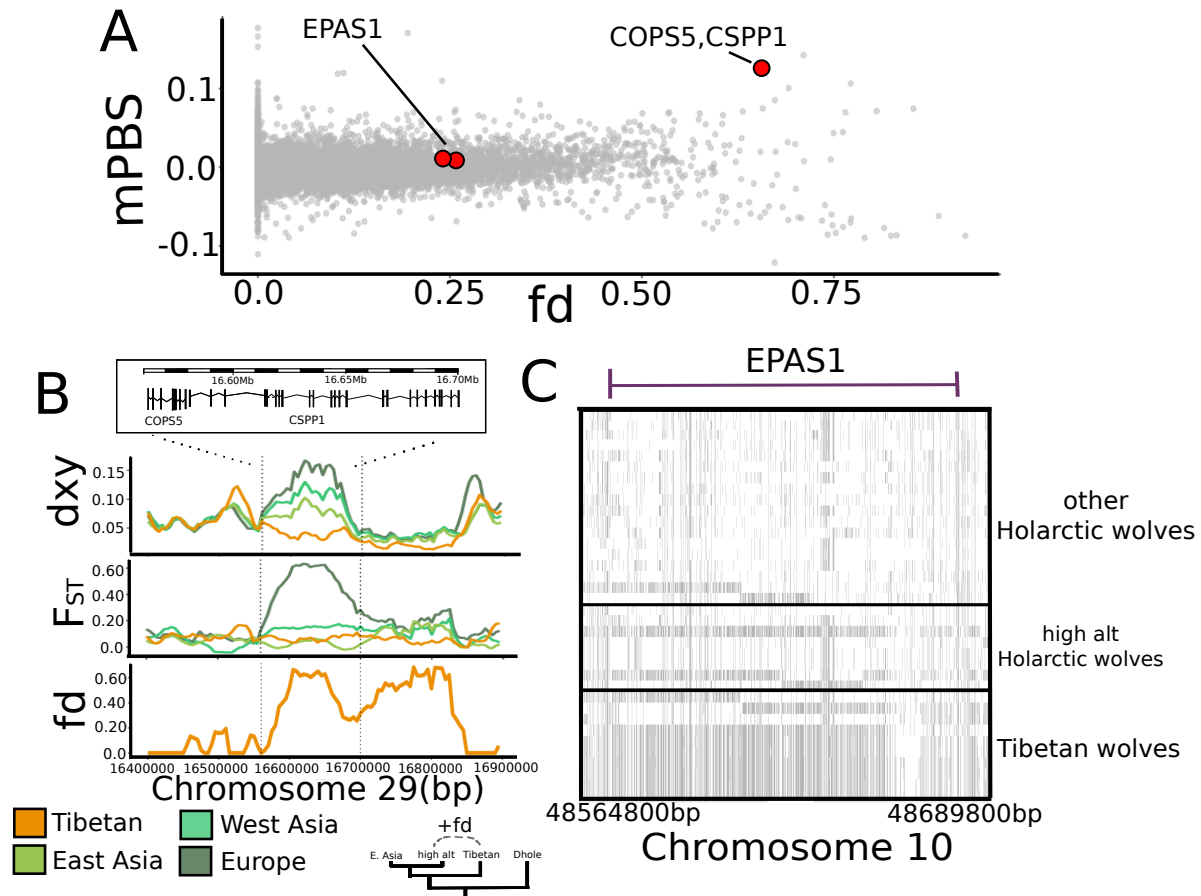 A
EPAS1
COPS5,CSPP1
mPBS
0.1
0.0
-0.1
0.0
0.25
0.50
0.75
fd
B
16.60Mb
16.65Mb
16.70Mb
COPS5
CSPP1
dxy
0.15
0.10
0.05
FST
0.60
0.40
0.20
0.0
fd
0.60
0.40
0.20
0.0
16400000
16500000
16600000
16700000
16800000
16900000
Chromosome 29(bp)
Tibetan
West Asia
East Asia
Europe
+fd
E. Asia
high alt
Tibetan
Dhole
C
EPAS1
other
Holarctic wolves
high alt
Holarctic wolves
Tibetan wolves
48564800bp
48689800bp
Chromosome 10